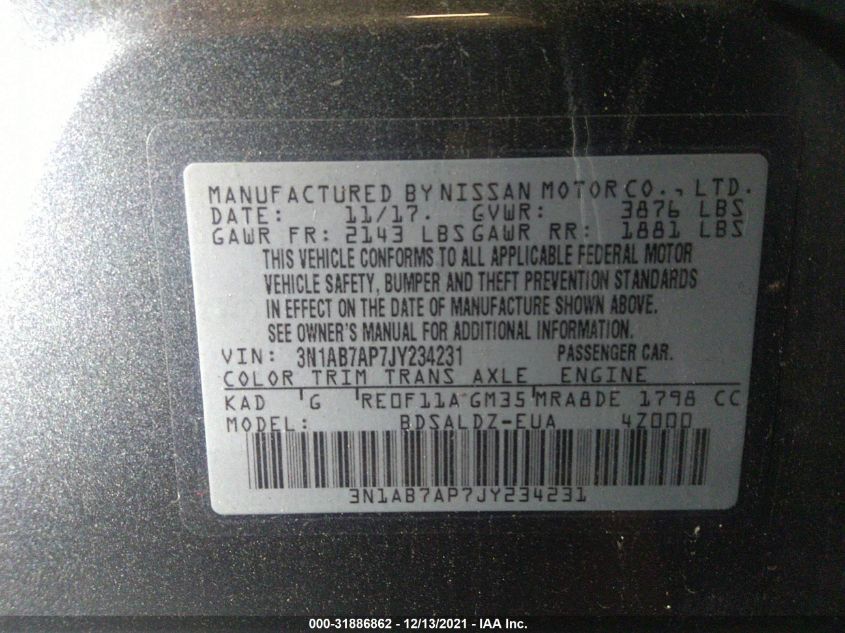 MANUFACTURED BY NISSAN MOTOR CO., LTD.
DATE: 11/17. GVWR: 3876 LBS
GAWR FR: 2143 LBS GAWR RR: 1881 LBS
THIS VEHICLE CONFORMS TO ALL APPLICABLE FEDERAL MOTOR
VEHICLE SAFETY, BUMPER AND THEFT PREVENTION STANDARDS
IN EFFECT ON THE DATE OF MANUFACTURE SHOWN ABOVE.
SEE OWNER'S MANUAL FOR ADDITIONAL INFORMATION.
VIN: 3N1AB7AP7JY234231 PASSENGER CAR.
COLOR TRIM TRANS AXLE ENGINE
KAD G RE0F11A GM35 MRA8DE 1798 CC
MODEL: BDSALDZ-EUA 4Z000
3N1AB7AP7JY234231
000-31886862 - 12/13/2021 - IAA Inc.